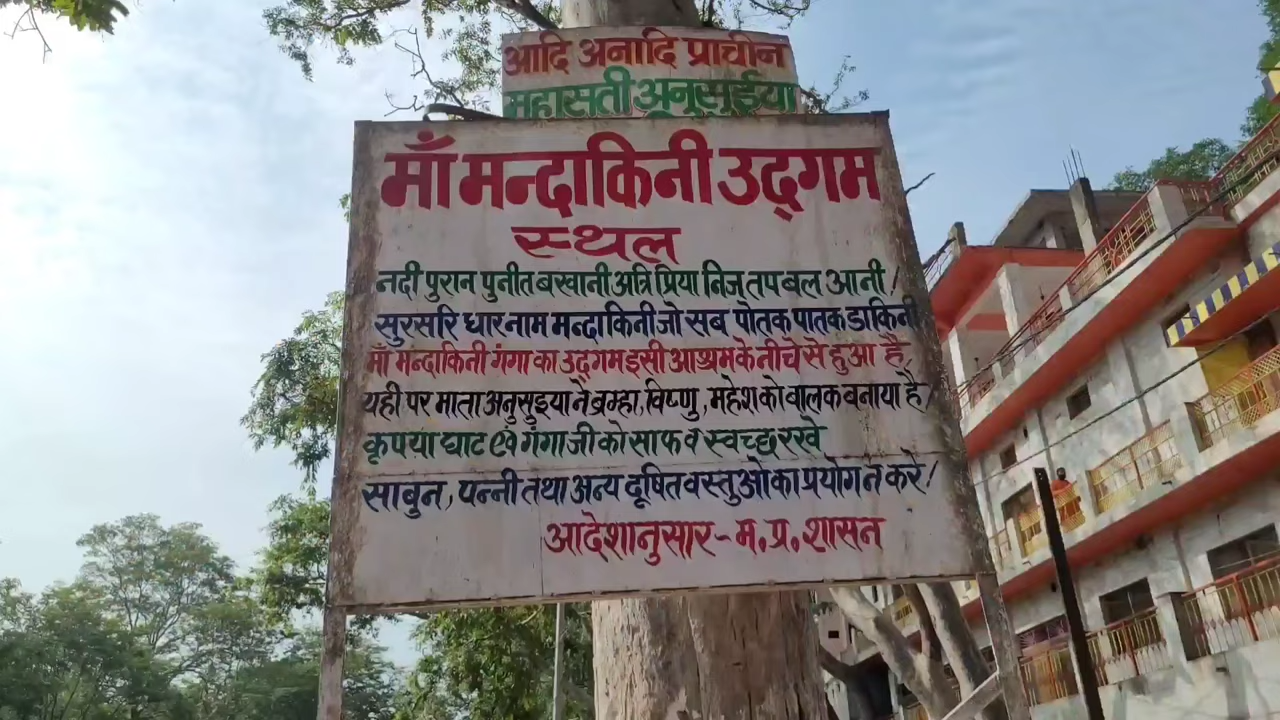 आदि अनादि प्राचीन
महासती अनुसुईया
माँ मन्दाकिनी उद्‌गम
स्थल
नदी पुरान पुनीत बखानी अत्रि प्रिया निज तप बल आनी/
सुरसरि धार नाम मन्दाकिनी जो सब पोतक पातक डाकिनी
माँ मन्दाकिनी गंगा का उद्‌गम इसी आश्रम के नीचे से हुआ है,
यही पर माता अनुसुइया ने ब्रम्हा, विष्णु, महेश को बालक बनाया है/
कृपया घाट एवं गंगा जी को साफ व स्वच्छ रखे
साबुन, पन्नी तथा अन्य दूषित वस्तुओ का प्रयोग न करे/
आदेशानुसार- म. प्र. शासन